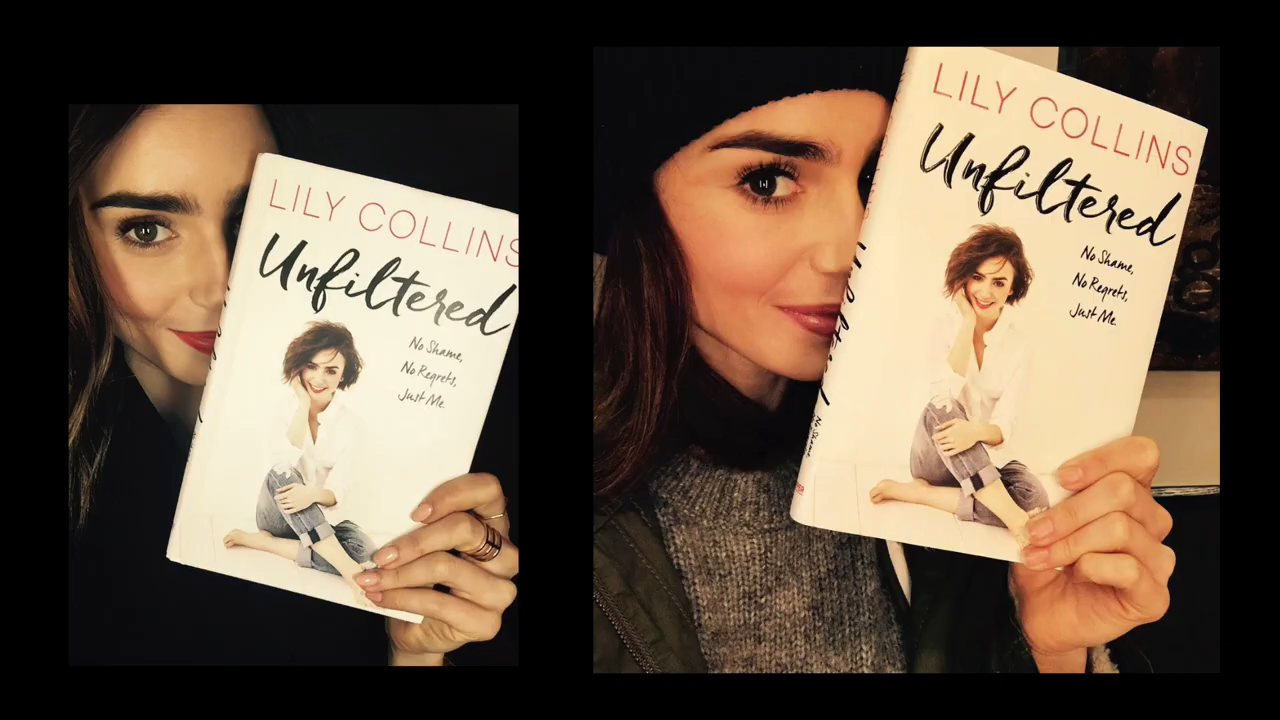 LILY COLLINS
Unfiltered
No Shame,
No Regrets,
Just Me.
LILY COLLINS
Unfiltered
No Shame,
No Regrets,
Just Me.